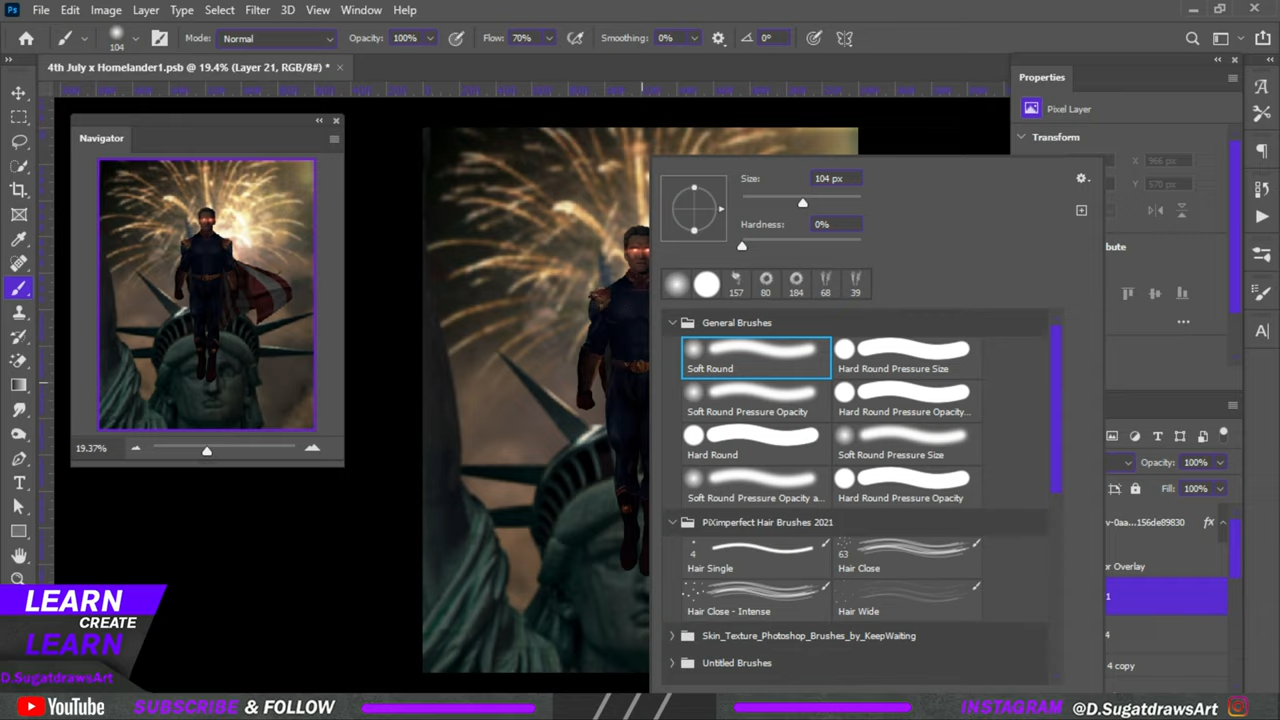 Ps File Edit Image Layer Type Select Filter 3D View Window Help
104 Mode: Normal Opacity: 100% Flow: 70% Smoothing: 0% 0°
4th July x Homelander1.psb @ 19.4% (Layer 21, RGB/8#) *
Navigator
19.37%
Size: 104 px
Hardness: 0%
157 80 184 68 39
General Brushes
Soft Round
Hard Round Pressure Size
Soft Round Pressure Opacity
Hard Round Pressure Opacity...
Hard Round
Soft Round Pressure Size
Soft Round Pressure Opacity a...
Hard Round Pressure Opacity
PiXimperfect Hair Brushes 2021
4
Hair Single
63
Hair Close
Hair Close - Intense
Hair Wide
Skin_Texture_Photoshop_Brushes_by_KeepWaiting
Untitled Brushes
Properties
Pixel Layer
Transform
X 966 px
Y 570 px
bute
Opacity: 100%
Fill: 100%
v-0aa...156de89830 fx
or Overlay
1
4
4 copy
LEARN
CREATE
LEARN
D.SugatdrawsArt
YouTube SUBSCRIBE & FOLLOW
INSTAGRAM @D.SugatdrawsArt